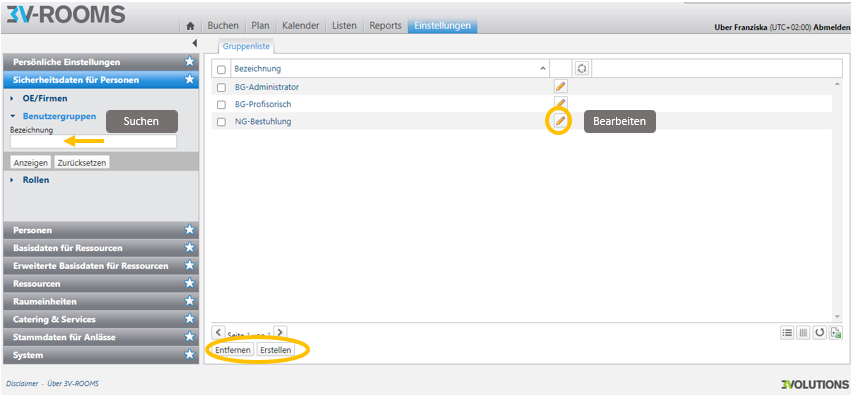 3V-ROOMS
Buchen Plan Kalender Listen Reports Einstellungen
Uber Franziska (UTC+02:00) Abmelden
Gruppenliste
Persönliche Einstellungen
Sicherheitsdaten für Personen
OE/Firmen
Benutzergruppen
Suchen
Bezeichnung
Anzeigen Zurücksetzen
Rollen
Personen
Basisdaten für Ressourcen
Erweiterte Basisdaten für Ressourcen
Ressourcen
Raumeinheiten
Catering & Services
Stammdaten für Anlässe
System
Bezeichnung
BG-Administrator
BG-Profisorisch
NG-Bestuhlung
Bearbeiten
Seite 1 von 1
Entfernen Erstellen
Disclaimer - Über 3V-ROOMS
3VOLUTIONS